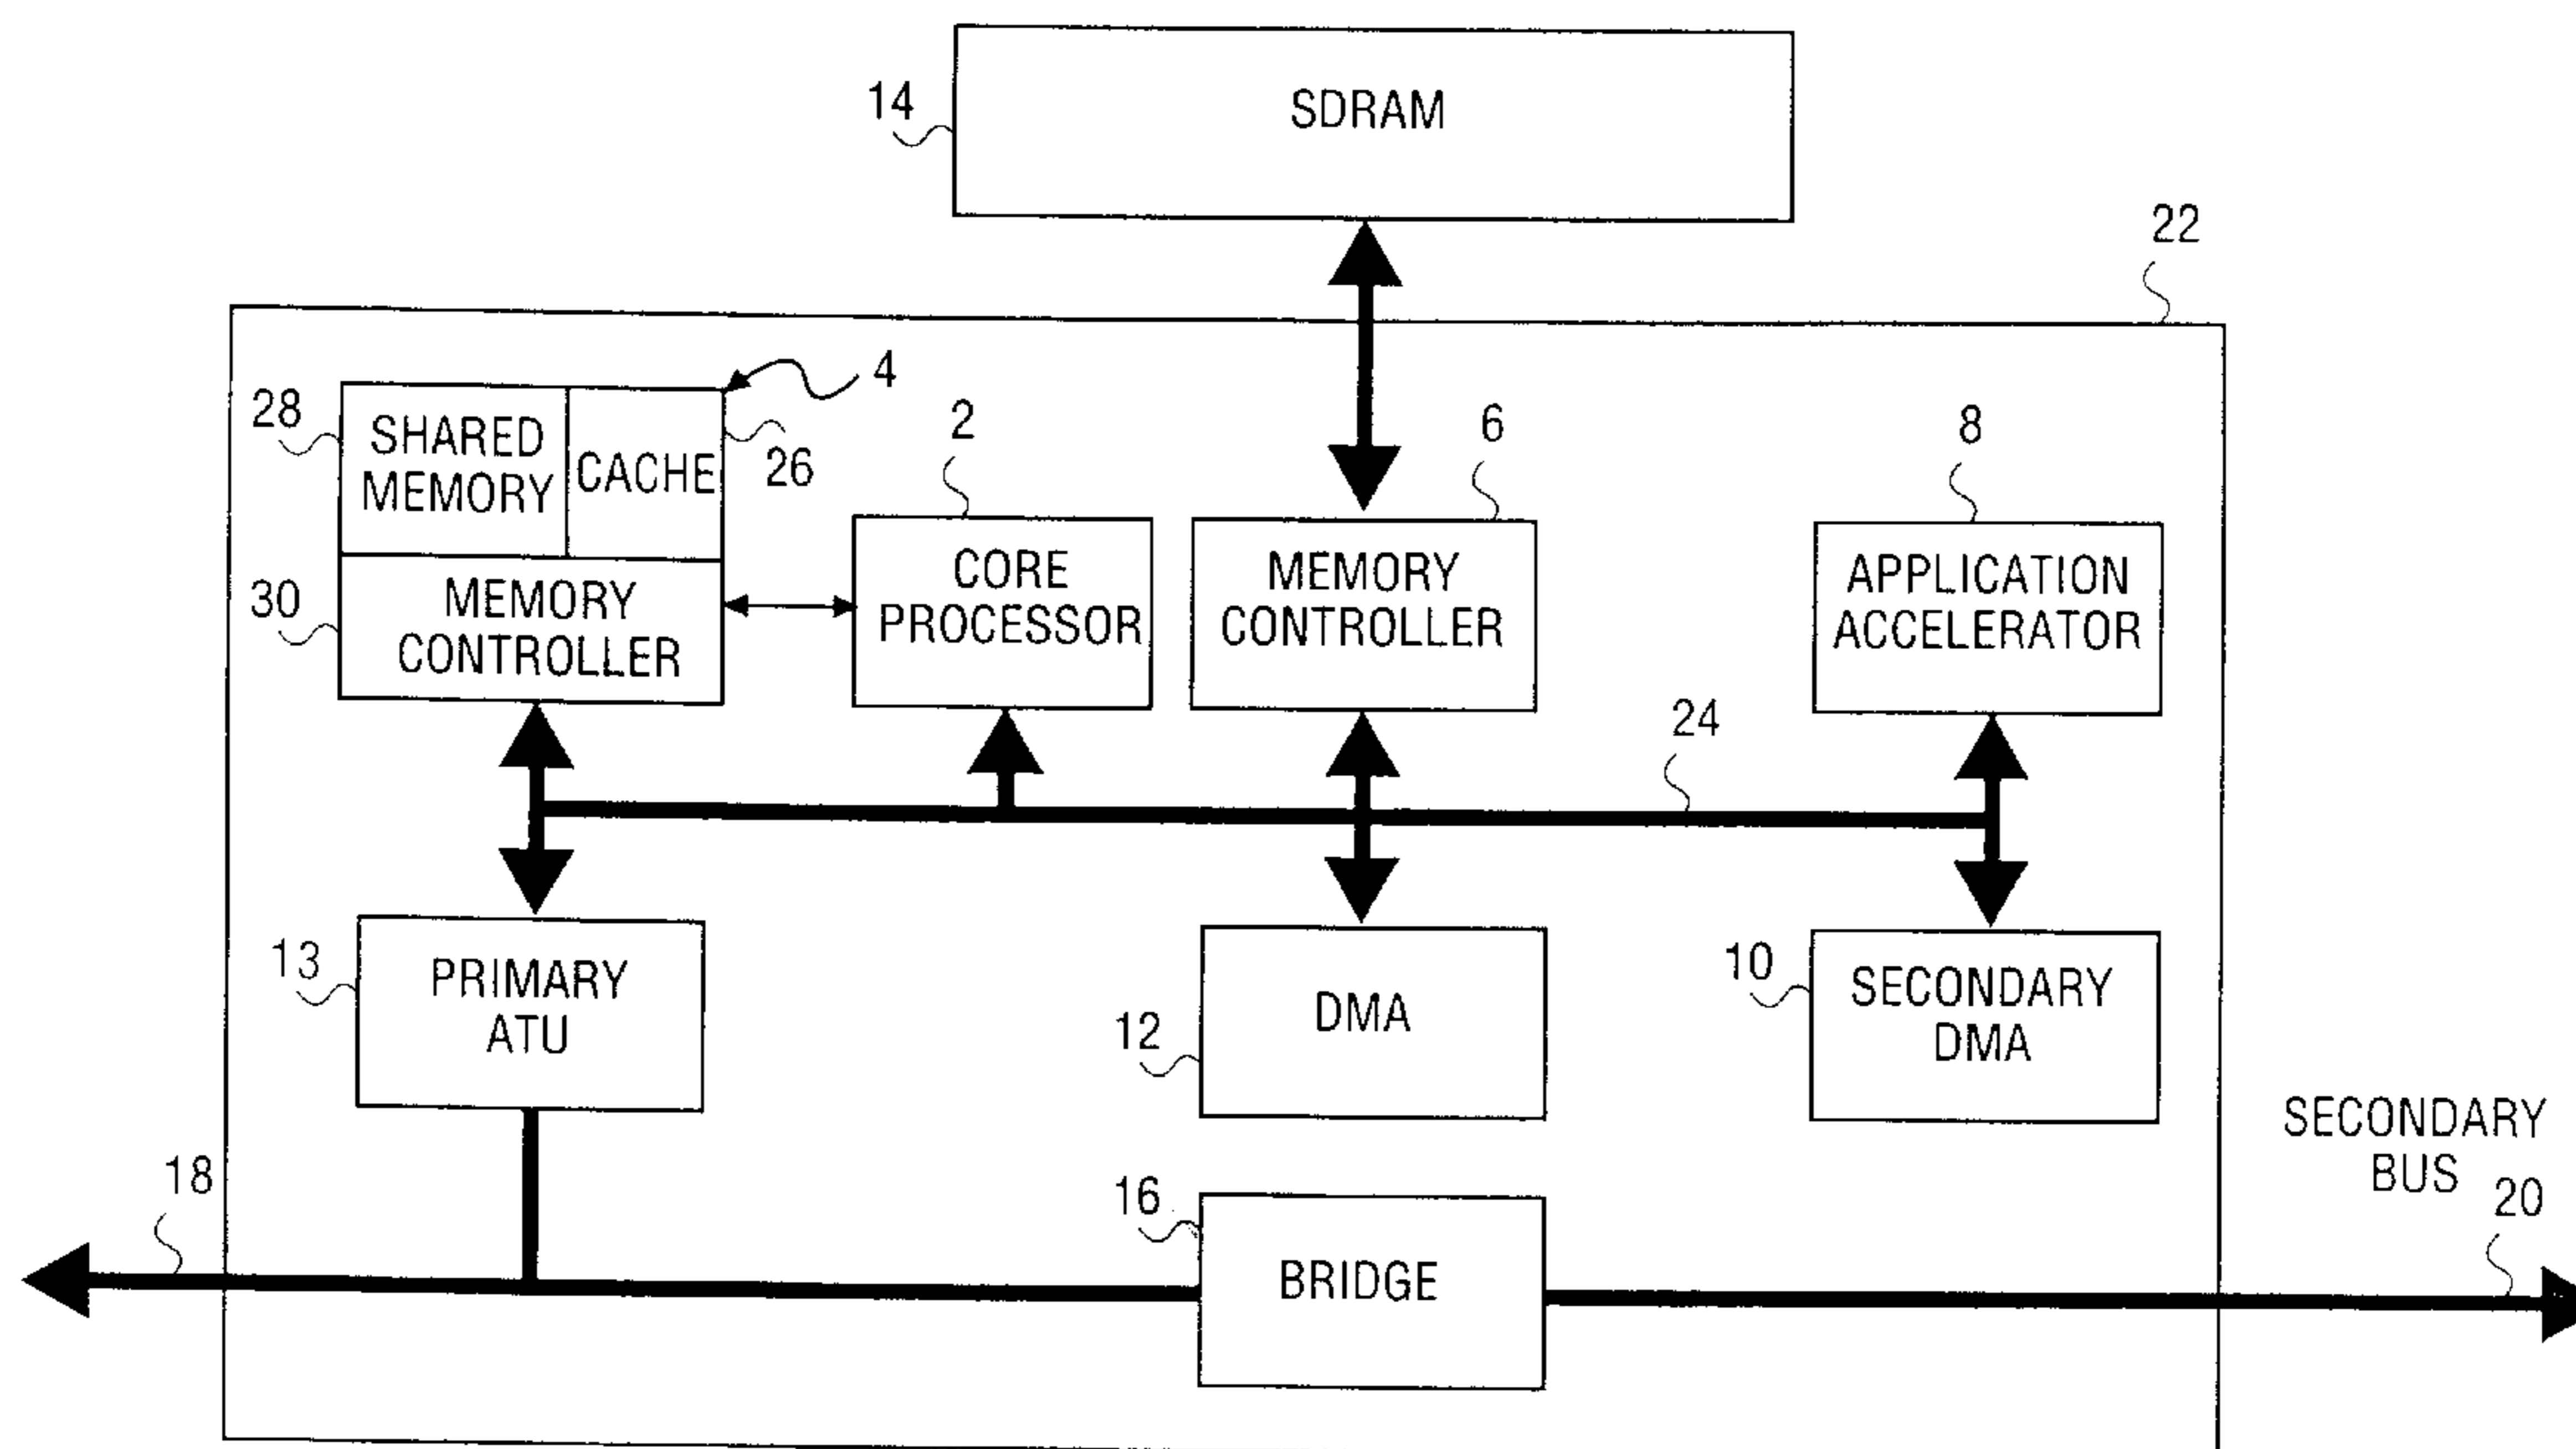 14
SDRAM
22
4
28
SHARED
MEMORY
CACHE
26
2
6
8
30
MEMORY
CONTROLLER
CORE
PROCESSOR
MEMORY
CONTROLLER
APPLICATION
ACCELERATOR
24
13
PRIMARY
ATU
12
DMA
10
SECONDARY
DMA
SECONDARY
BUS
18
16
BRIDGE
20